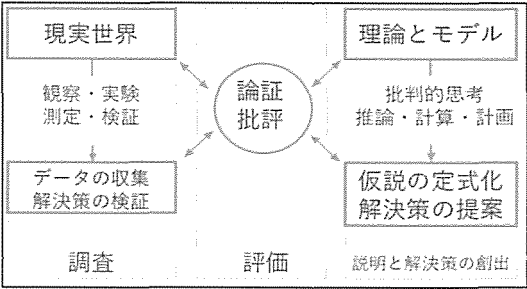 現実世界
観察・実験
測定・検証
データの収集
解決策の検証
調査
論証
批評
評価
理論とモデル
批判的思考
推論・計算・計画
仮説の定式化
解決策の提案
説明と解決策の創出